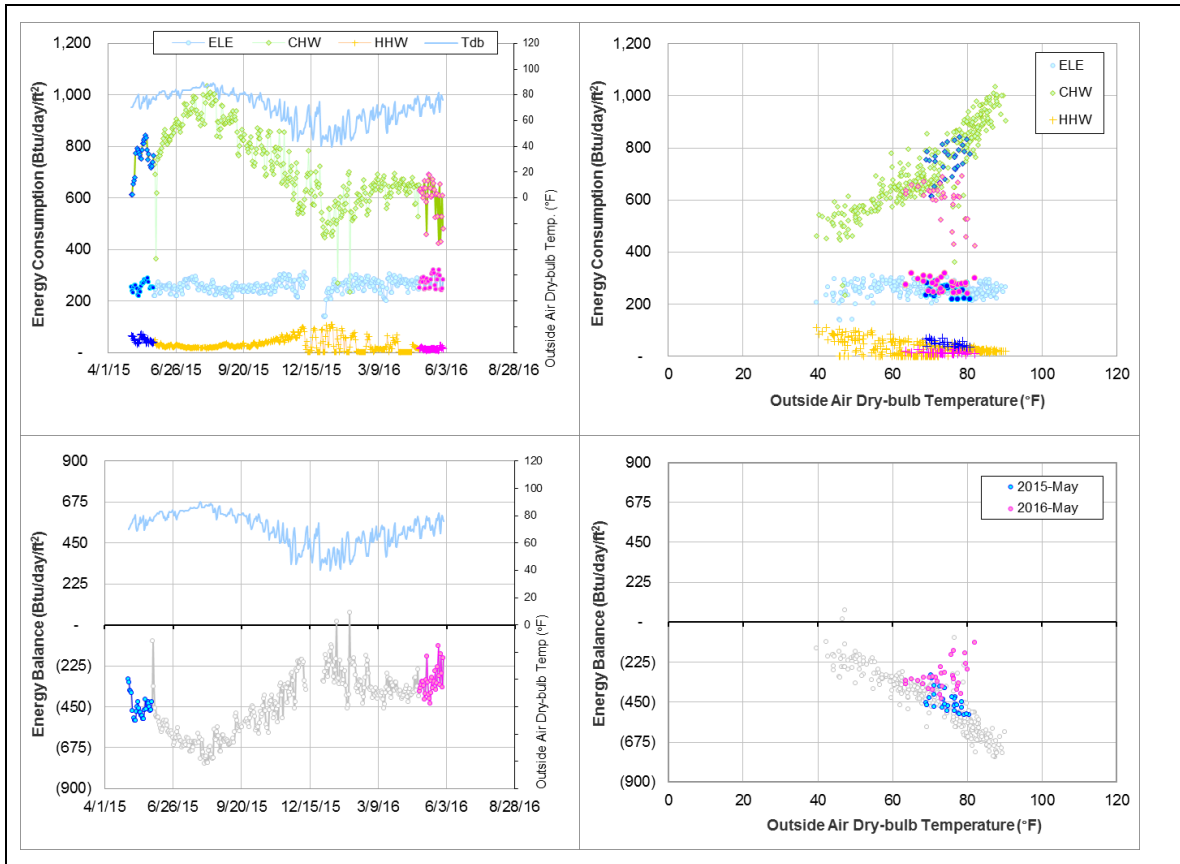 ELE CHW HHW Tdb
1,200
1,000
800
600
400
200
-
120
100
80
60
40
20
0
Energy Consumption (Btu/day/ft²)
Outside Air Dry-bulb Temp. (°F)
4/1/15 6/26/15 9/20/15 12/15/15 3/9/16 6/3/16 8/28/16
1,200
1,000
800
600
400
200
-
Energy Consumption (Btu/day/ft²)
ELE
CHW
HHW
0 20 40 60 80 100 120
Outside Air Dry-bulb Temperature (°F)
900
675
450
225
-
(225)
(450)
(675)
(900)
120
100
80
60
40
20
0
Energy Balance (Btu/day/ft²)
Outside Air Dry-bulb Temp (°F)
4/1/15 6/26/15 9/20/15 12/15/15 3/9/16 6/3/16 8/28/16
900
675
450
225
-
(225)
(450)
(675)
(900)
Energy Balance (Btu/day/ft²)
2015-May
2016-May
0 20 40 60 80 100 120
Outside Air Dry-bulb Temperature (°F)